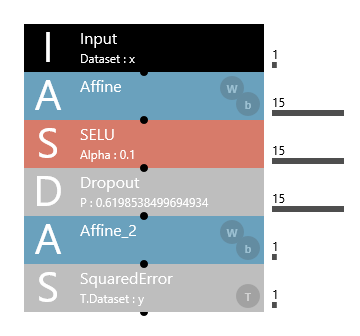 I Input
Dataset : x
1
A Affine W b
15
S SELU
Alpha : 0.1
15
D Dropout
P : 0.6198538499694934
15
A Affine_2 W b
1
S SquaredError
T.Dataset : y T
1